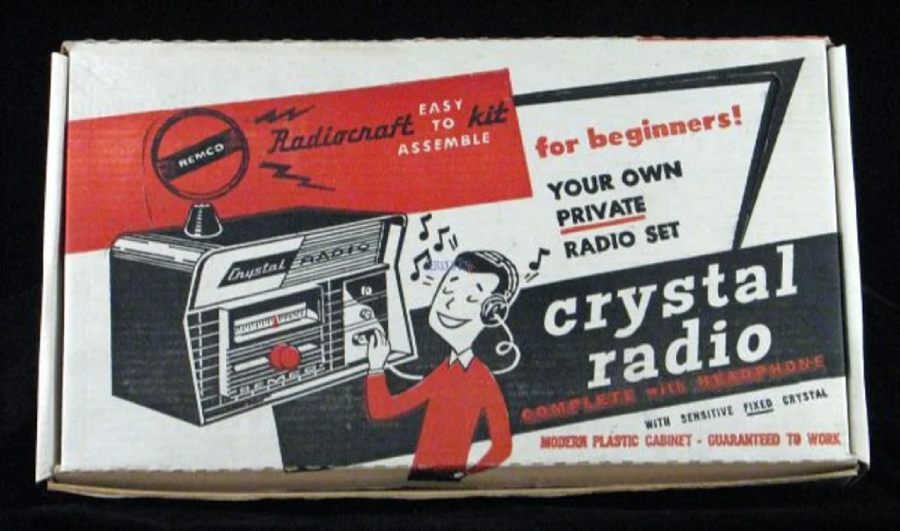 REMCO
Radiocraft kit
EASY
TO
ASSEMBLE
for beginners!
YOUR OWN
PRIVATE
RADIO SET
Crystal RADIO
REMCO
crystal
radio
COMPLETE with HEADPHONE
WITH SENSITIVE FIXED CRYSTAL
MODERN PLASTIC CABINET - GUARANTEED TO WORK